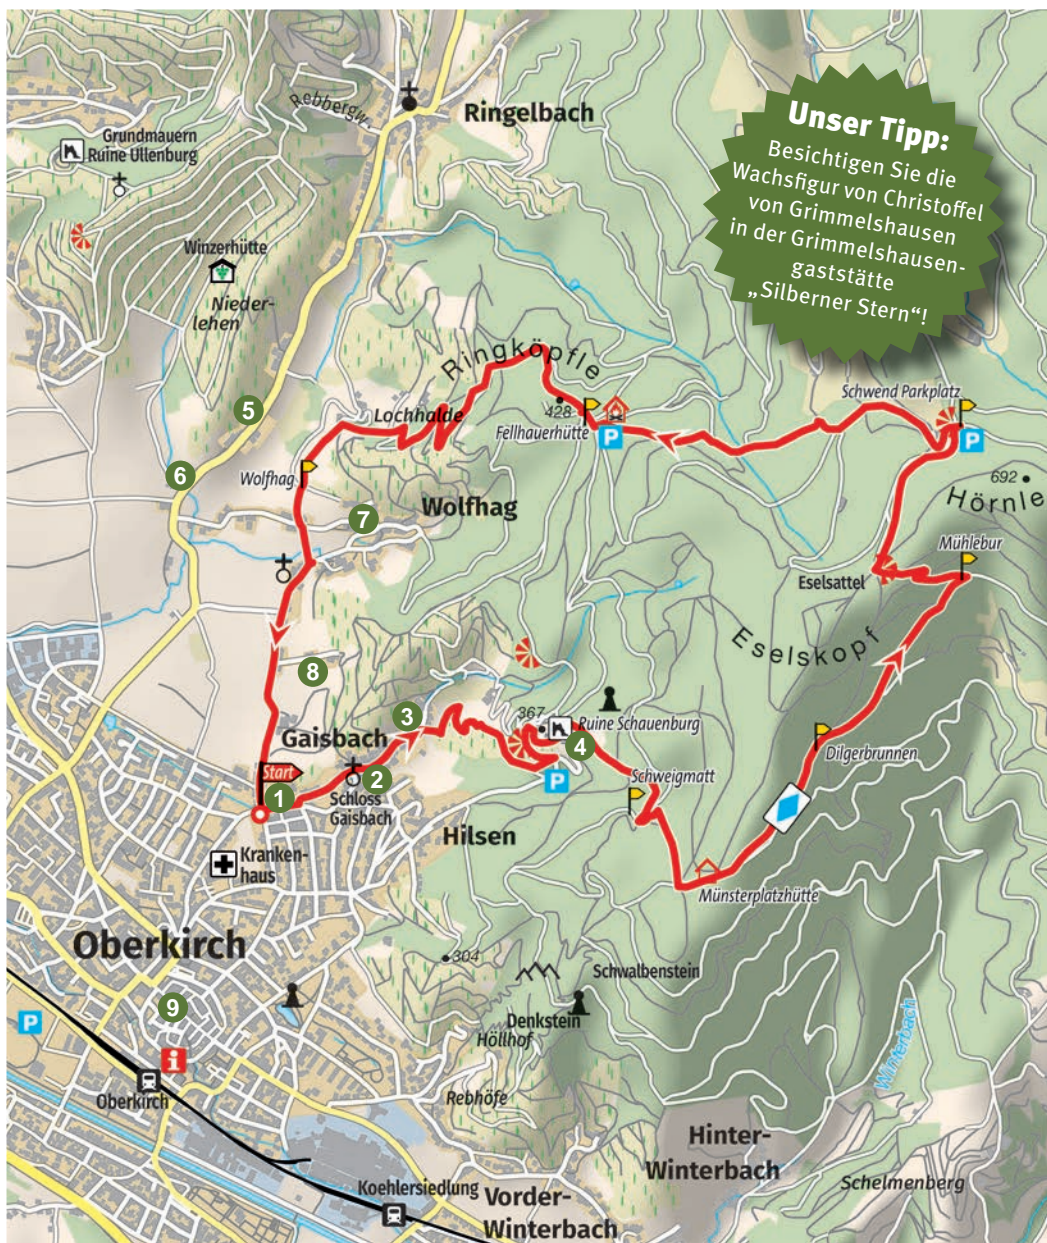 Rebbergw.
Ringelbach
Grundmauern
Ruine Ullenburg
Unser Tipp:
Besichtigen Sie die
Wachsfigur von Christoffel
von Grimmelshausen
in der Grimmelshausen-
gaststätte
„Silberner Stern“!
Winzerhütte
Nieder-
lehen
Ringköpfle
Schwend Parkplatz
428
Lochhalde
Fellhauerhütte
P
P
5
6
Wolfhag
Wolfhag
7
692
Hörnle
Mühlebur
Eselsattel
Eselskopf
8
3
367
Ruine Schauenburg
4
Gaisbach
Start
1
2
Schloss
Gaisbach
P
Schweigmatt
Dilgerbrunnen
Hilsen
Kranken-
haus
Münsterplatzhütte
Oberkirch
304
Schwalbenstein
9
P
Denkstein
Höllhof
Winterbach
i
Oberkirch
Rebhöfe
Hinter-
Winterbach
Schelmenberg
Koehlersiedlung
Vorder-
Winterbach